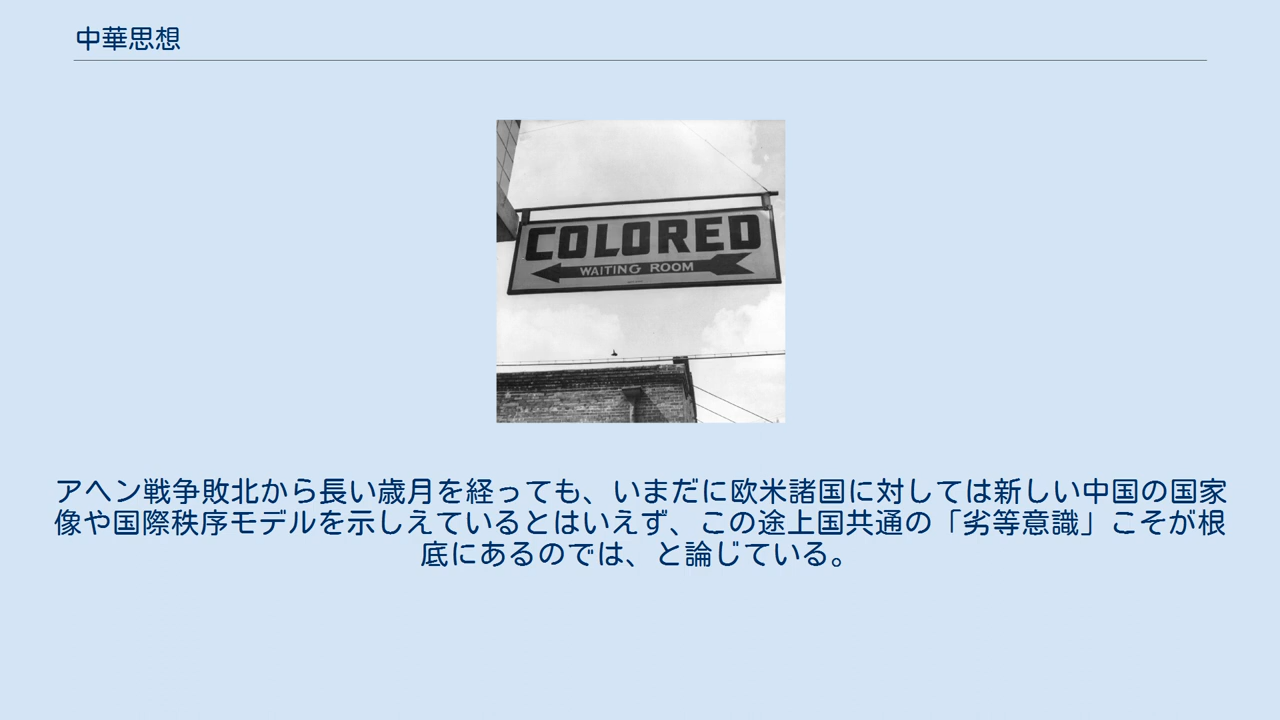 中華思想
COLORED
WAITING ROOM
アヘン戦争敗北から長い歳月を経っても、いまだに欧米諸国に対しては新しい中国の国家
像や国際秩序モデルを示しえているとはいえず、この途上国共通の「劣等意識」こそが根
底にあるのでは、と論じている。